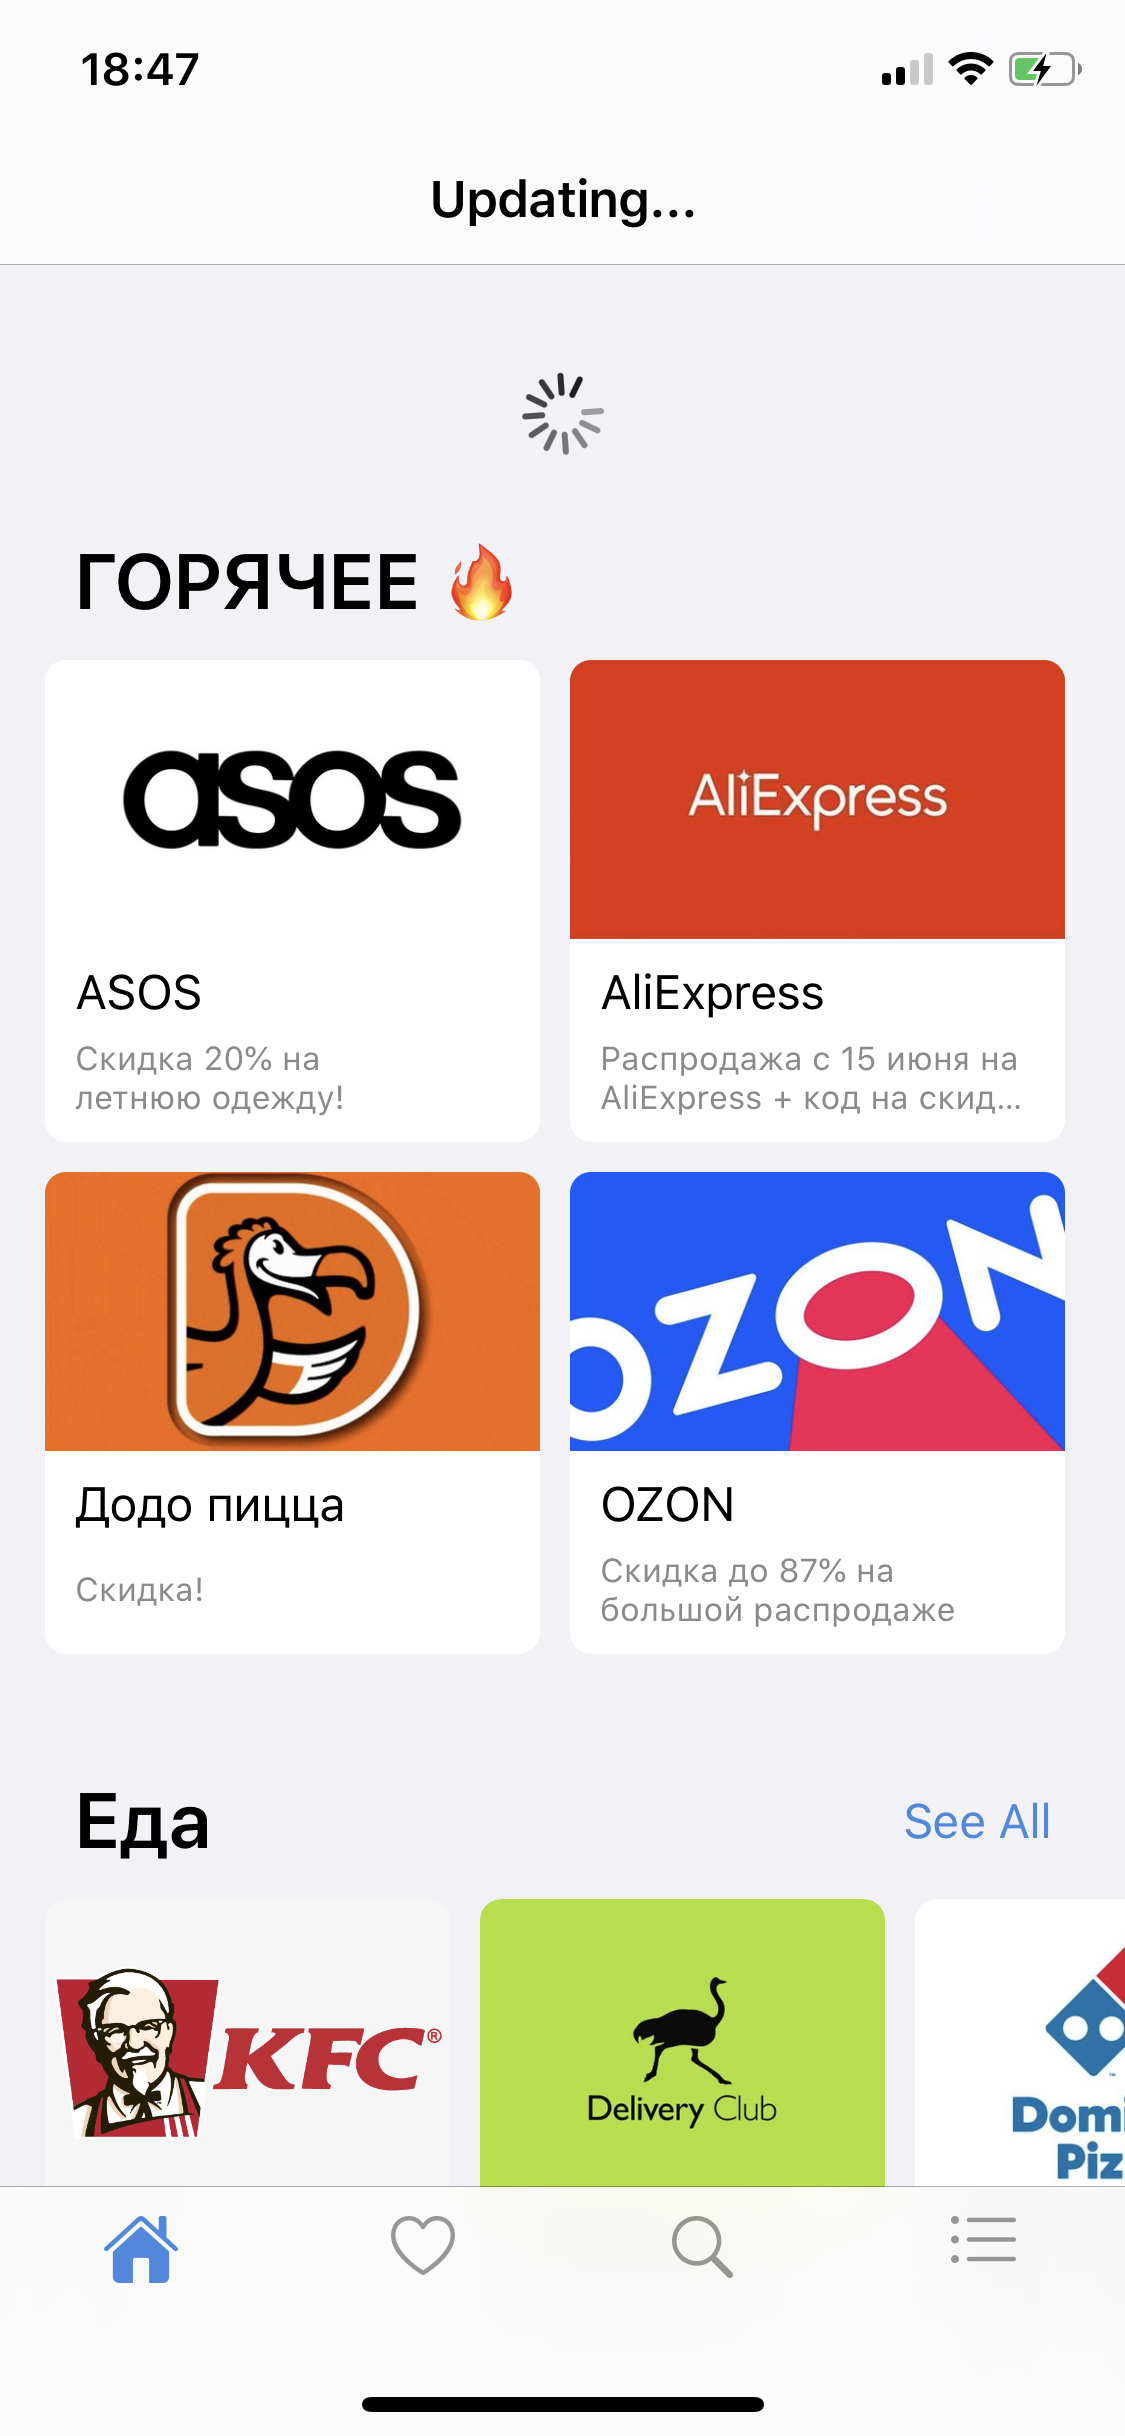 18:47
Updating...
ГОРЯЧЕЕ 🔥
asos
AliExpress
ASOS
AliExpress
Скидка 20% на
летнюю одежду!
Распродажа с 15 июня на
AliExpress + код на скид...
OZON
Додо пицца
OZON
Скидка!
Скидка до 87% на
большой распродаже
Еда
See All
KFC®
Delivery Club
Domi
Piz